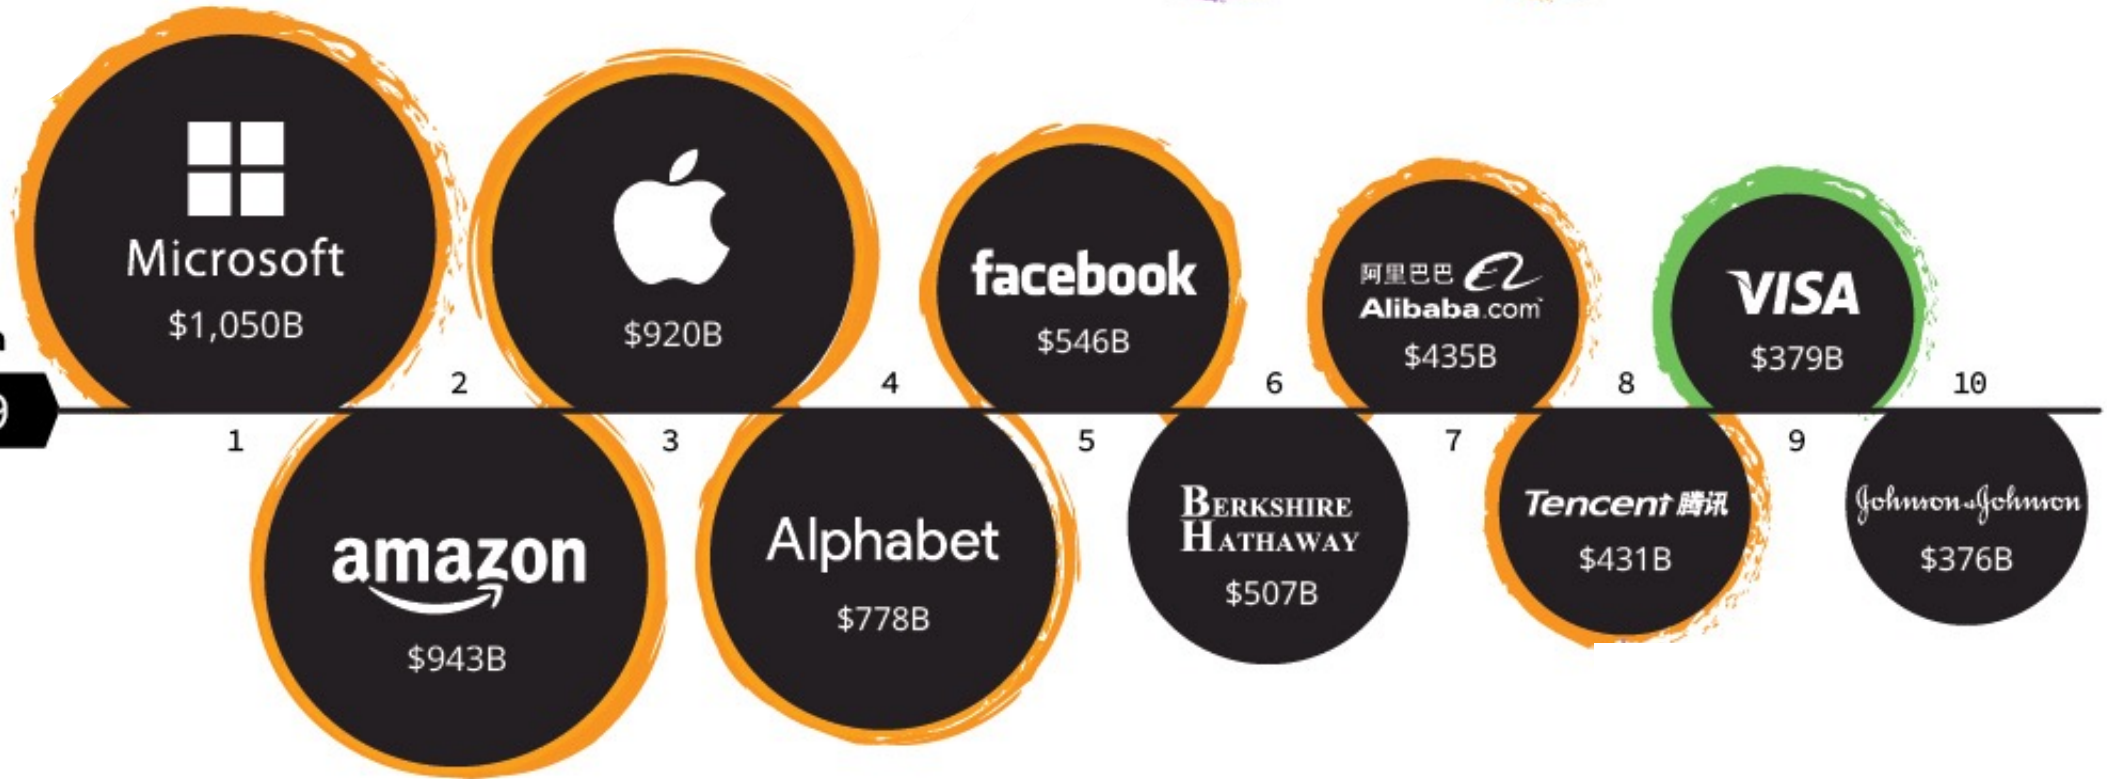 Microsoft
$1,050B
1
2
amazon
$943B
$920B
3
4
Alphabet
$778B
facebook
$546B
5
6
BERKSHIRE
HATHAWAY
$507B
阿里巴巴
Alibaba.com
$435B
7
8
Tencent 腾讯
$431B
VISA
$379B
9
10
Johnson & Johnson
$376B
9